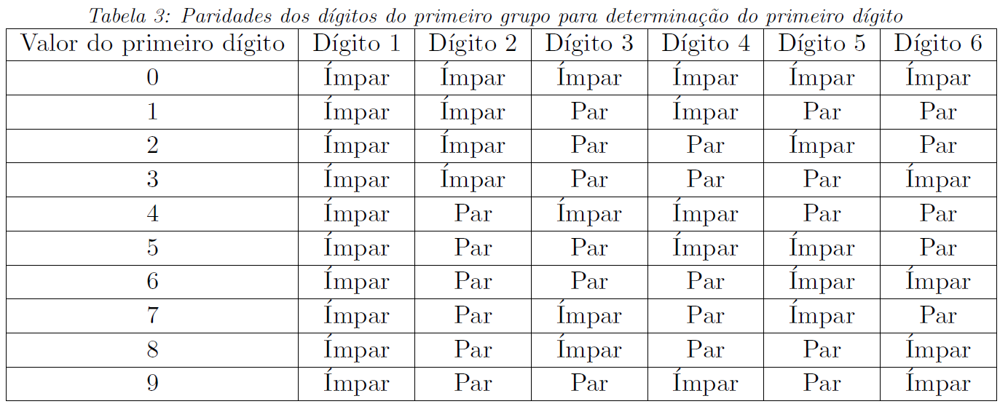 Tabela 3: Paridades dos dígitos do primeiro grupo para determinação do primeiro dígito
Valor do primeiro dígito Dígito 1 Dígito 2 Dígito 3 Dígito 4 Dígito 5 Dígito 6
0 Ímpar Ímpar Ímpar Ímpar Ímpar Ímpar
1 Ímpar Ímpar Par Ímpar Par Par
2 Ímpar Ímpar Par Par Ímpar Par
3 Ímpar Ímpar Par Par Par Ímpar
4 Ímpar Par Ímpar Ímpar Par Par
5 Ímpar Par Par Ímpar Ímpar Par
6 Ímpar Par Par Par Ímpar Ímpar
7 Ímpar Par Ímpar Par Ímpar Par
8 Ímpar Par Ímpar Par Par Ímpar
9 Ímpar Par Par Ímpar Par Ímpar